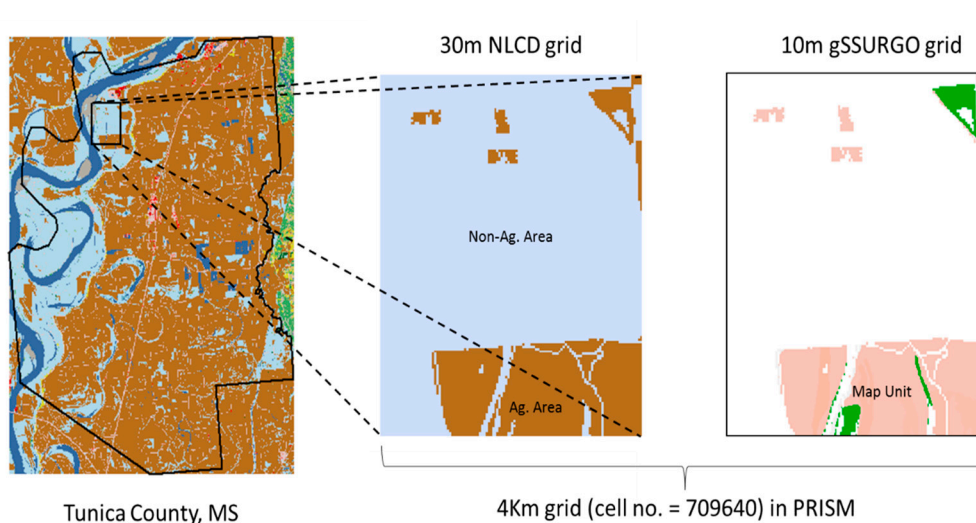 30m NLCD grid
10m gSSURGO grid
Non-Ag. Area
Ag. Area
Map Unit
Tunica County, MS
4Km grid (cell no. = 709640) in PRISM